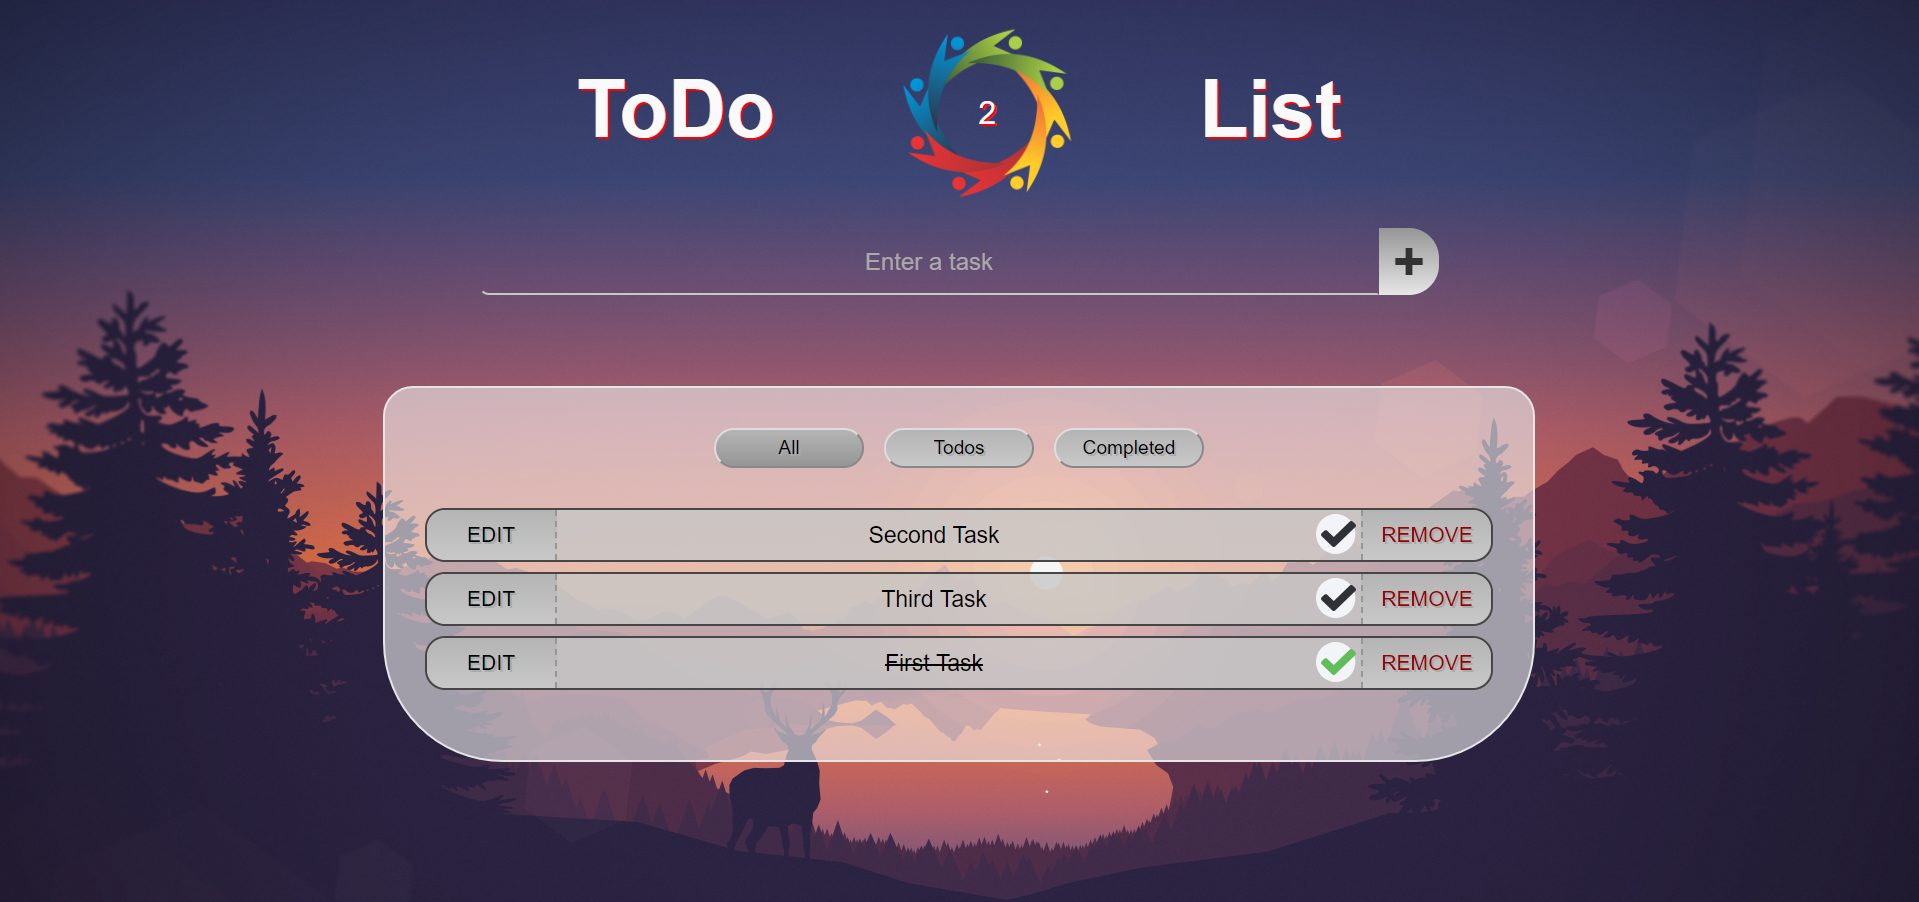 ToDo 2 List
Enter a task
All Todos Completed
EDIT Second Task REMOVE
EDIT Third Task REMOVE
EDIT First Task REMOVE